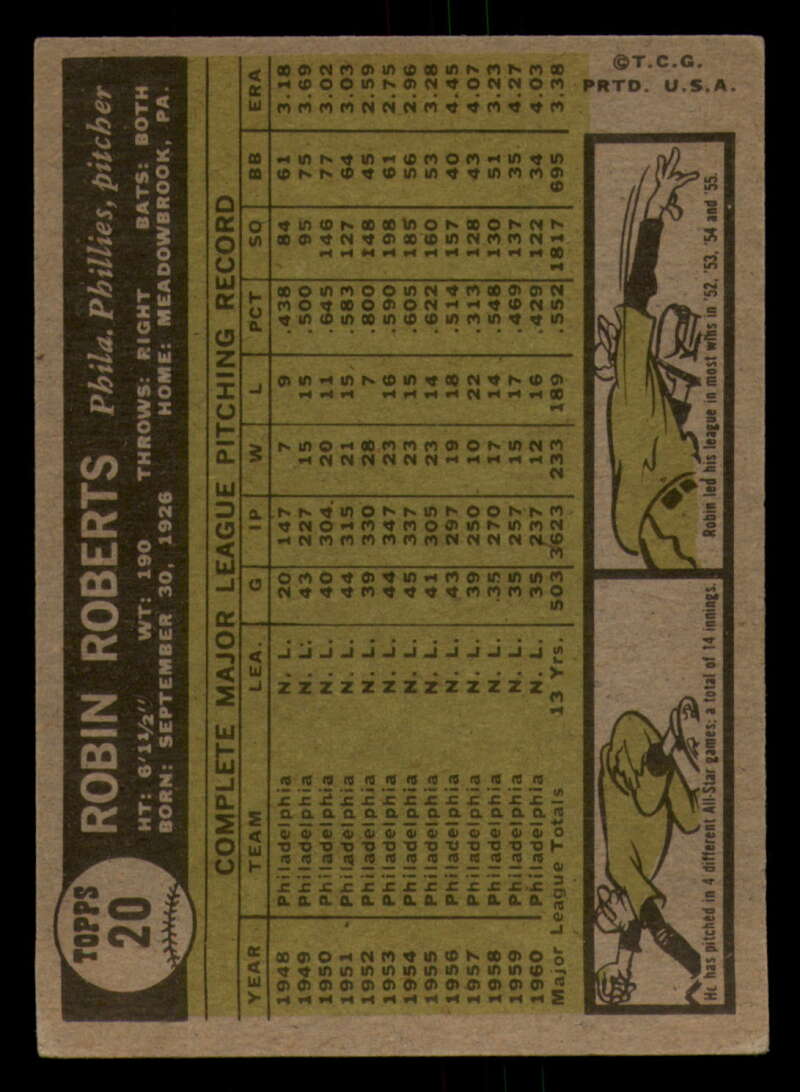 TOPPS
20
ROBIN ROBERTS Phila. Phillies, pitcher
HT: 6'1½" WT: 190 THROWS: RIGHT BATS: BOTH
BORN: SEPTEMBER 30, 1926 HOME: MEADOWBROOK, PA.
COMPLETE MAJOR LEAGUE PITCHING RECORD
YEAR TEAM LEA. G IP W L PCT SO BB ERA
1948 Philadelphia N. L. 20 147 7 9 .438 84 61 3.18
1949 Philadelphia N. L. 43 227 15 15 .500 95 75 3.69
1950 Philadelphia N. L. 40 304 20 11 .645 146 77 3.02
1951 Philadelphia N. L. 44 315 21 15 .583 127 64 3.03
1952 Philadelphia N. L. 39 330 28 7 .800 148 45 2.59
1953 Philadelphia N. L. 44 347 23 16 .590 198 61 2.75
1954 Philadelphia N. L. 45 337 23 15 .605 185 56 2.96
1955 Philadelphia N. L. 41 305 23 14 .622 160 53 3.28
1956 Philadelphia N. L. 43 297 19 18 .514 157 40 4.45
1957 Philadelphia N. L. 39 250 10 22 .313 128 43 4.07
1958 Philadelphia N. L. 35 270 17 14 .548 130 51 3.23
1959 Philadelphia N. L. 35 257 15 17 .469 137 35 4.27
1960 Philadelphia N. L. 35 237 12 16 .429 122 34 4.03
Major League Totals 13 Yrs. 503 3623 233 189 .552 1817 695 3.38
He has pitched in 4 different All-Star games; a total of 14 innings.
Robin led his league in most wins in '52, '53, '54 and '55.
©T.C.G.
PRTD. U.S.A.